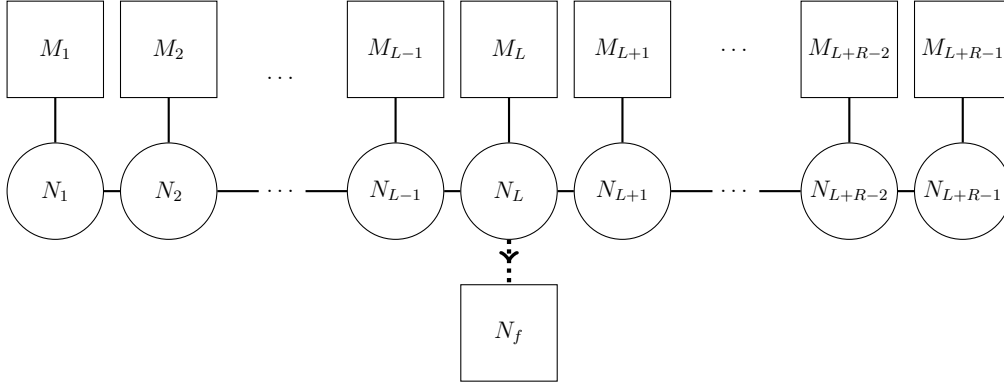 M_1 M_2 ... M_{L-1} M_L M_{L+1} ... M_{L+R-2} M_{L+R-1}
N_1 N_2 ... N_{L-1} N_L N_{L+1} ... N_{L+R-2} N_{L+R-1}
N_f